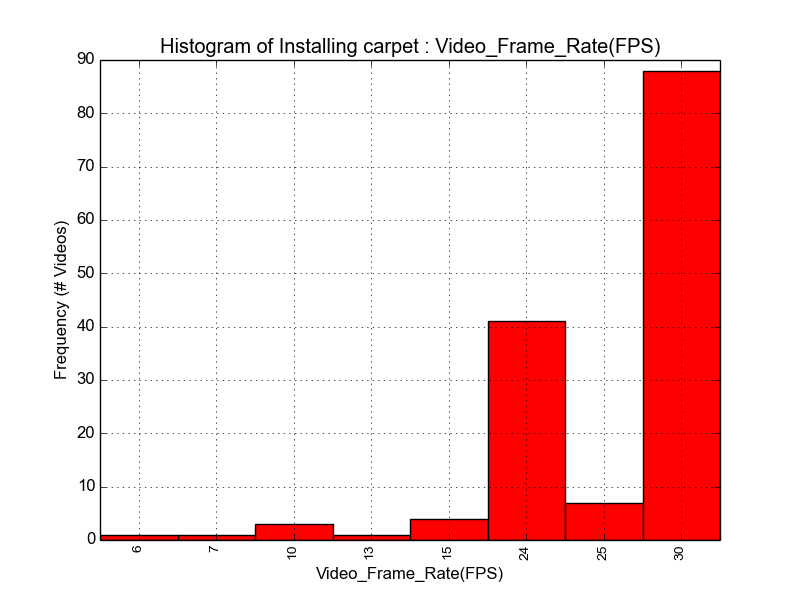 Histogram of Installing carpet : Video_Frame_Rate(FPS)
90
80
70
60
50
40
30
20
10
0
Frequency (# Videos)
6 7 10 13 15 24 25 30
Video_Frame_Rate(FPS)